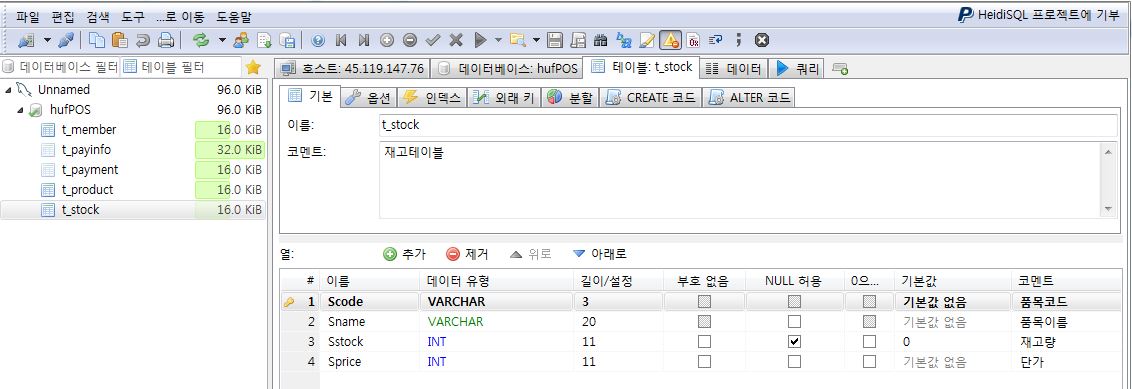 파일 편집 검색 도구 ...로 이동 도움말 HeidiSQL 프로젝트에 기부
데이터베이스 필터 테이블 필터 호스트: 45.119.147.76 데이터베이스: hufPOS 테이블: t_stock 데이터 쿼리
Unnamed 96.0 KiB
hufPOS 96.0 KiB
t_member 16.0 KiB
t_payinfo 32.0 KiB
t_payment 16.0 KiB
t_product 16.0 KiB
t_stock 16.0 KiB
기본 옵션 인덱스 외래 키 분할 CREATE 코드 ALTER 코드
이름: t_stock
코멘트: 재고테이블
열: 추가 제거 위로 아래로
# 이름 데이터 유형 길이/설정 부호 없음 NULL 허용 0으... 기본값 코멘트
1 Scode VARCHAR 3 기본값 없음 품목코드
2 Sname VARCHAR 20 기본값 없음 품목이름
3 Sstock INT 11 0 재고량
4 Sprice INT 11 기본값 없음 단가